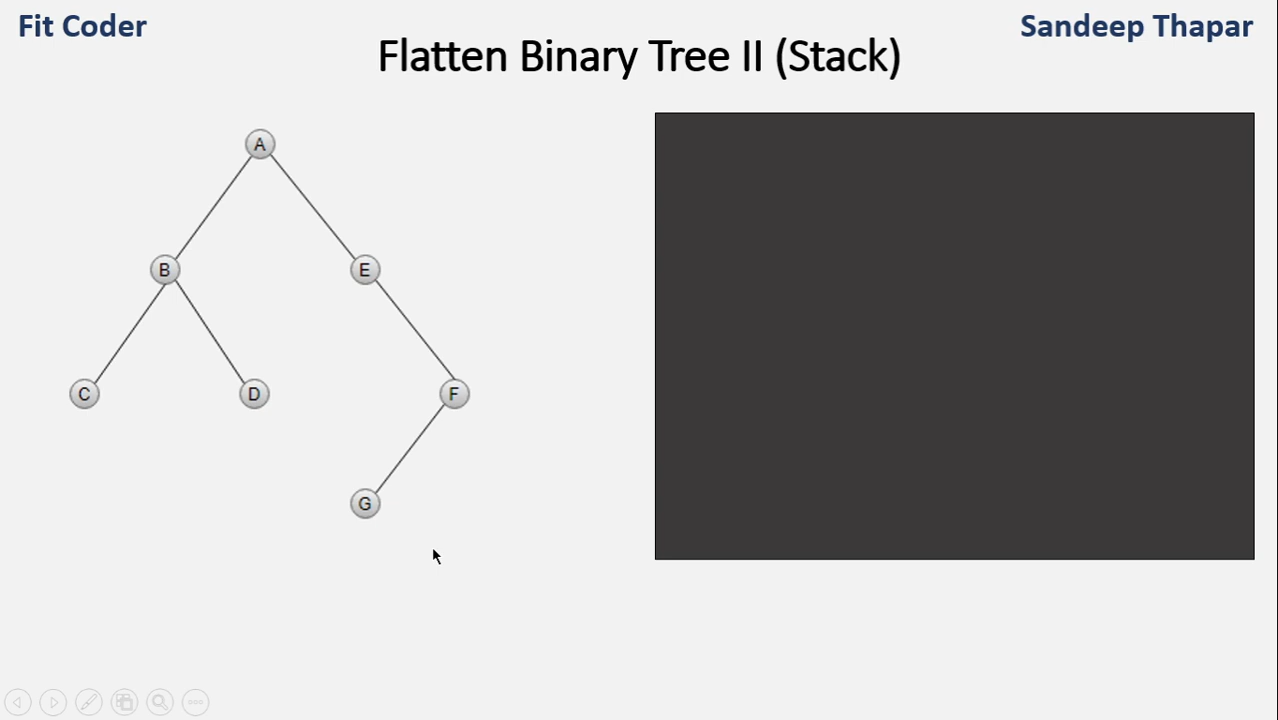 Fit Coder
Sandeep Thapar
Flatten Binary Tree II (Stack)
A
B
E
C
D
F
G